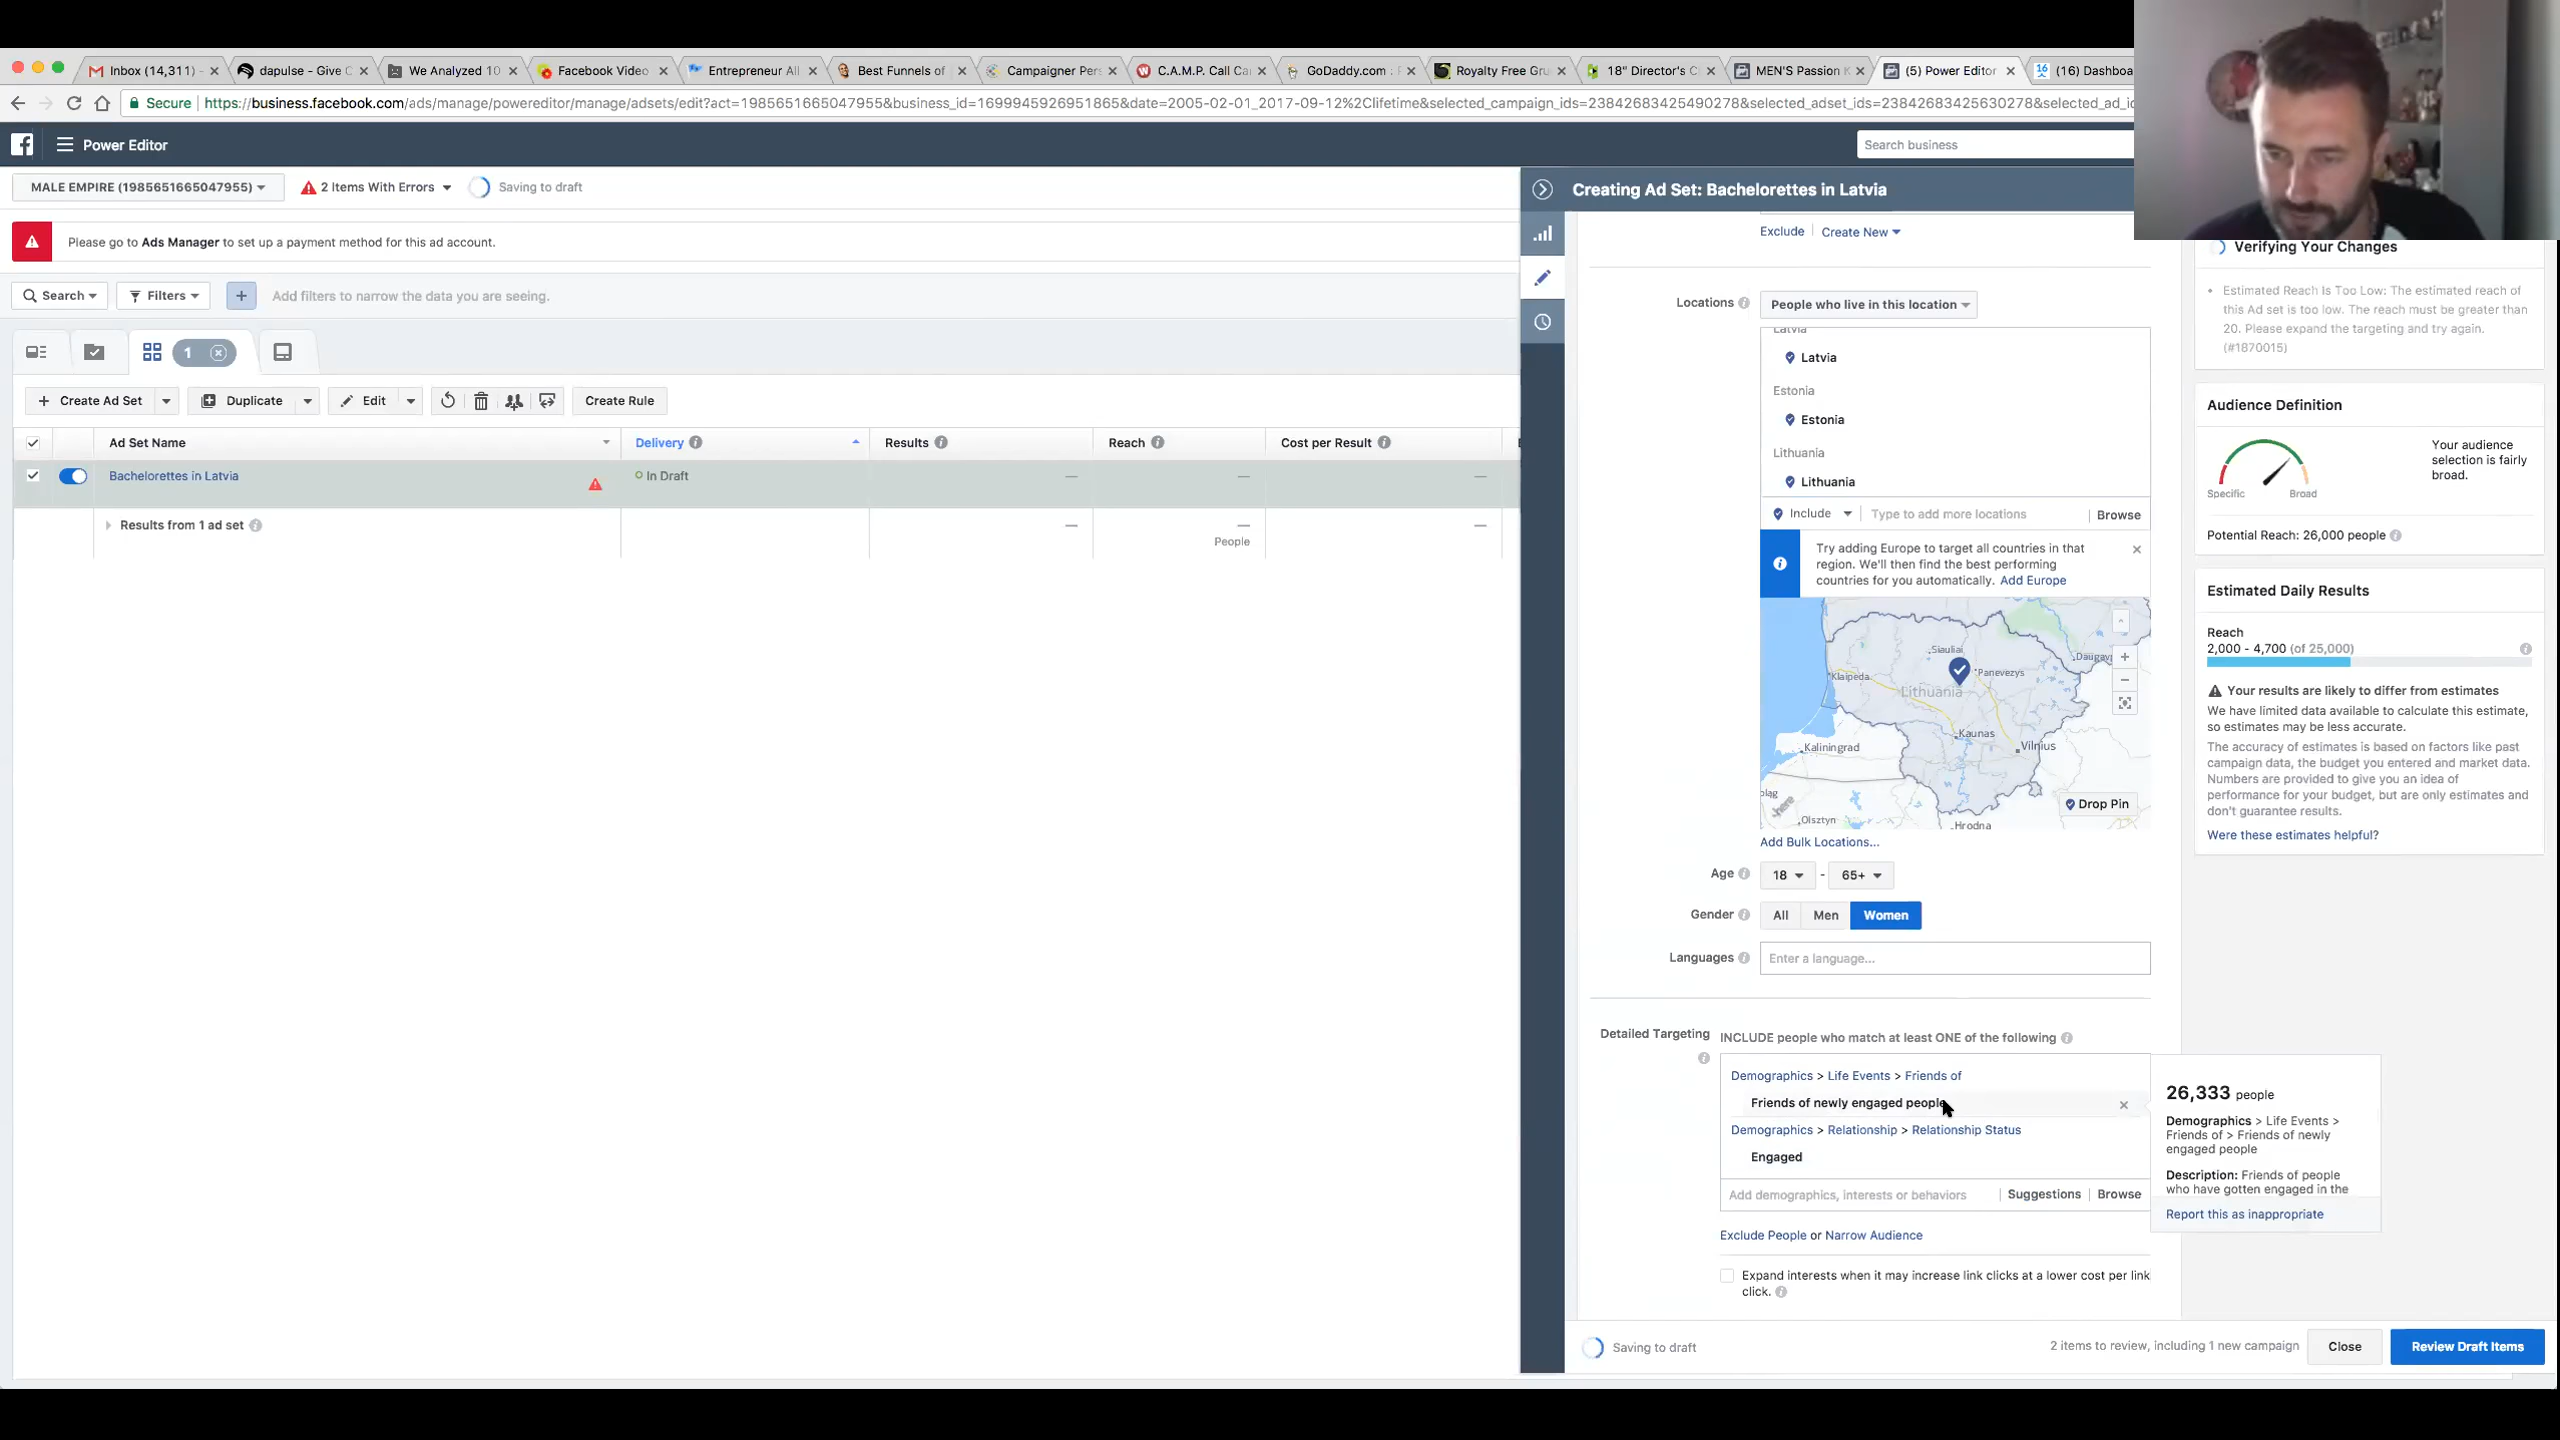 Inbox (14,311) -
dapulse - Give C
We Analyzed 10
Facebook Video
Entrepreneur All
Best Funnels of
Campaigner Pers
C.A.M.P. Call Ca
GoDaddy.com : F
Royalty Free Gru
18" Director's C
MEN'S Passion K
(5) Power Editor
16 (16) Dashboa
Secure
https://business.facebook.com/ads/manage/powereditor/manage/adsets/edit?act=1985651665047955&business_id=1699945926951865&date=2005-02-01_2017-09-12%2Clifetime&selected_campaign_ids=23842683425490278&selected_adset_ids=23842683425630278&selected_ad_id
Power Editor
Search business
MALE EMPIRE (1985651665047955)
2 Items With Errors
Saving to draft
Please go to Ads Manager to set up a payment method for this ad account.
Search
Filters
+
Add filters to narrow the data you are seeing.
1
+ Create Ad Set
Duplicate
Edit
Create Rule
Ad Set Name
Delivery
Results
Reach
Cost per Result
Bachelorettes in Latvia
In Draft
—
—
—
Results from 1 ad set
—
—
—
People
Creating Ad Set: Bachelorettes in Latvia
Exclude
Create New
Locations
People who live in this location
Latvia
Latvia
Estonia
Estonia
Lithuania
Lithuania
Include
Type to add more locations
Browse
Try adding Europe to target all countries in that
region. We'll then find the best performing
countries for you automatically. Add Europe
Siauliai
Daugavp
Klaipeda
Panevezys
Lithuania
Kaunas
Vilnius
Kaliningrad
here
Olsztyn
Hrodna
Drop Pin
Add Bulk Locations...
Age
18
-
65+
Gender
All
Men
Women
Languages
Enter a language...
Detailed Targeting
INCLUDE people who match at least ONE of the following
Demographics > Life Events > Friends of
Friends of newly engaged people
Demographics > Relationship > Relationship Status
Engaged
Add demographics, interests or behaviors
Suggestions
Browse
Exclude People or Narrow Audience
Expand interests when it may increase link clicks at a lower cost per link
click.
26,333 people
Demographics > Life Events >
Friends of > Friends of newly
engaged people
Description: Friends of people
who have gotten engaged in the
Report this as inappropriate
Verifying Your Changes
Estimated Reach Is Too Low: The estimated reach of
this Ad set is too low. The reach must be greater than
20. Please expand the targeting and try again.
(#1870015)
Audience Definition
Your audience
selection is fairly
broad.
Specific
Broad
Potential Reach: 26,000 people
Estimated Daily Results
Reach
2,000 - 4,700 (of 25,000)
Your results are likely to differ from estimates
We have limited data available to calculate this estimate,
so estimates may be less accurate.
The accuracy of estimates is based on factors like past
campaign data, the budget you entered and market data.
Numbers are provided to give you an idea of
performance for your budget, but are only estimates and
don't guarantee results.
Were these estimates helpful?
Saving to draft
2 items to review, including 1 new campaign
Close
Review Draft Items